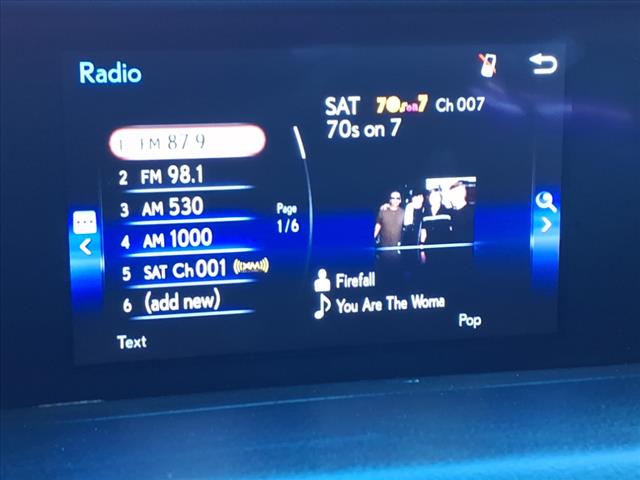 Radio
SAT 70s on 7 Ch 007
70s on 7
1 FM 87.9
2 FM 98.1
3 AM 530
4 AM 1000
5 SAT Ch 001 ((XM))
6 (add new)
Page
1/6
Firefall
You Are The Woma
Pop
Text